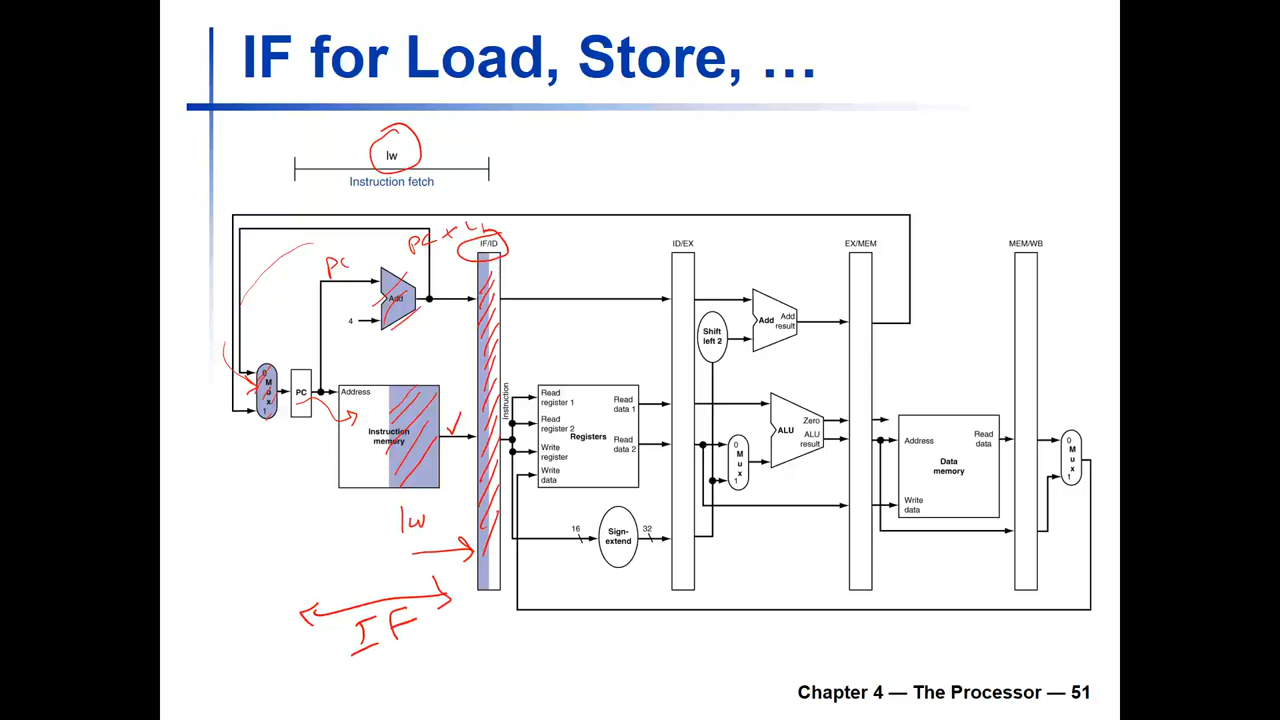 IF for Load, Store, …
lw
Instruction fetch
PC +
IF/ID
ID/EX
EX/MEM
MEM/WB
PC
Add
4
Add
Add
result
Shift
left 2
0
M
u
x
1
PC
Address
Instruction
memory
Instruction
Read
register 1
Read
register 2
Write
register
Write
data
Registers
Read
data 1
Read
data 2
0
M
u
x
1
ALU
Zero
ALU
result
Address
Write
data
Data
memory
Read
data
0
M
u
x
1
16
Sign-
extend
32
lw
IF
Chapter 4 — The Processor — 51